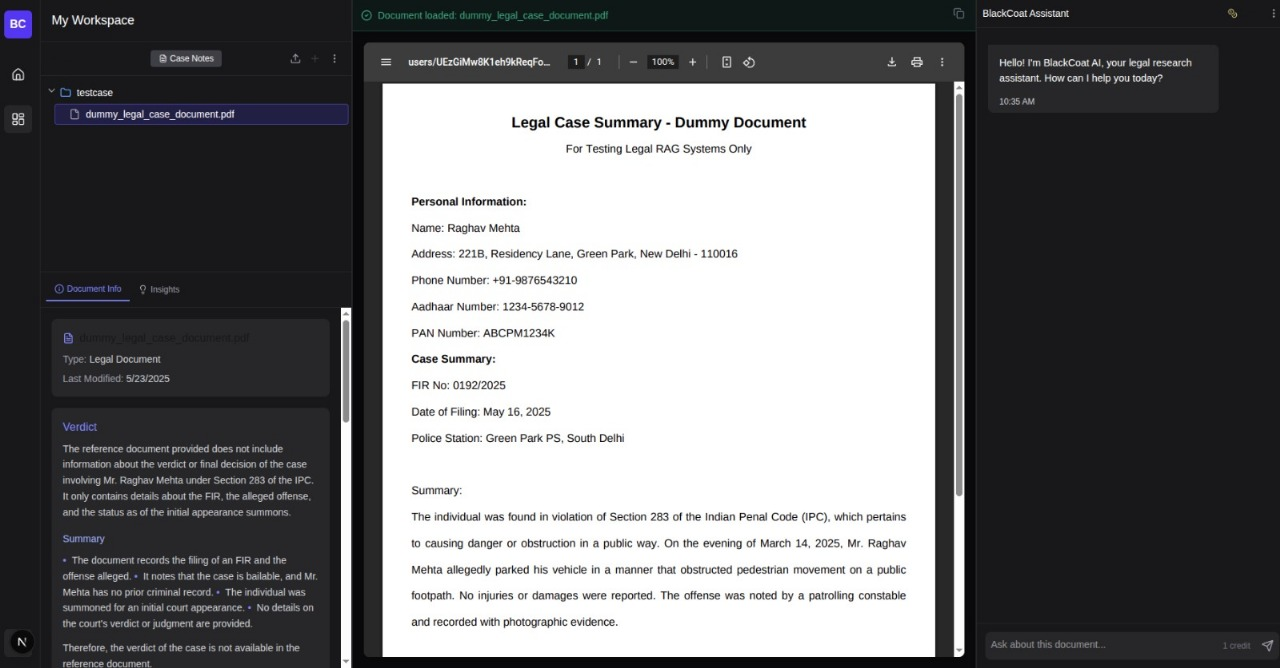 BC
My Workspace
Case Notes
testcase
dummy_legal_case_document.pdf
Document Info
Insights
dummy_legal_case_document.pdf
Type: Legal Document
Last Modified: 5/23/2025
Verdict
The reference document provided does not include
information about the verdict or final decision of the case
involving Mr. Raghav Mehta under Section 283 of the IPC.
It only contains details about the FIR, the alleged offense,
and the status as of the initial appearance summons.
Summary
• The document records the filing of an FIR and the
offense alleged. • It notes that the case is bailable, and Mr.
Mehta has no prior criminal record. • The individual was
summoned for an initial court appearance. • No details on
the court's verdict or judgment are provided.
Therefore, the verdict of the case is not available in the
reference document.
N
Document loaded: dummy_legal_case_document.pdf
users/UEzGiMw8K1eh9kReqFo...
1 / 1
100%
Legal Case Summary - Dummy Document
For Testing Legal RAG Systems Only
Personal Information:
Name: Raghav Mehta
Address: 221B, Residency Lane, Green Park, New Delhi - 110016
Phone Number: +91-9876543210
Aadhaar Number: 1234-5678-9012
PAN Number: ABCPM1234K
Case Summary:
FIR No: 0192/2025
Date of Filing: May 16, 2025
Police Station: Green Park PS, South Delhi
Summary:
The individual was found in violation of Section 283 of the Indian Penal Code (IPC), which pertains
to causing danger or obstruction in a public way. On the evening of March 14, 2025, Mr. Raghav
Mehta allegedly parked his vehicle in a manner that obstructed pedestrian movement on a public
footpath. No injuries or damages were reported. The offense was noted by a patrolling constable
and recorded with photographic evidence.
BlackCoat Assistant
Hello! I'm BlackCoat AI, your legal research
assistant. How can I help you today?
10:35 AM
Ask about this document...
1 credit